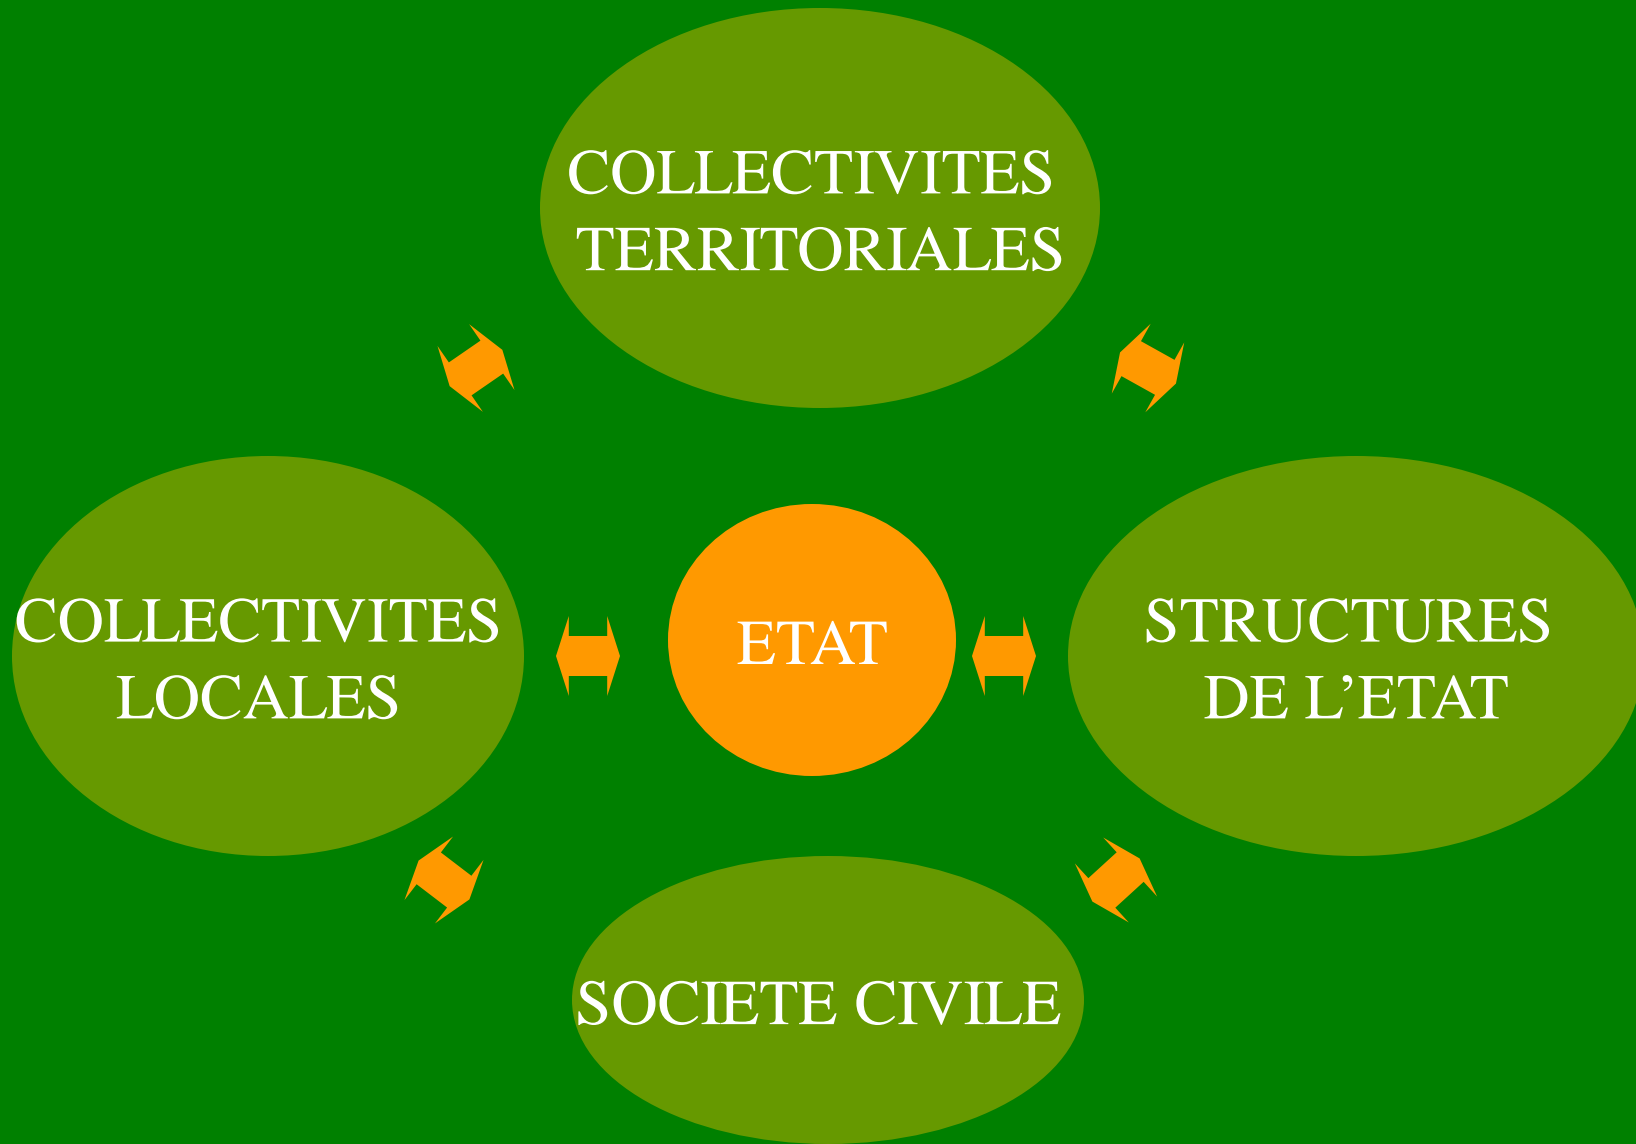 COLLECTIVITES
TERRITORIALES
COLLECTIVITES
LOCALES
ETAT
STRUCTURES
DE L’ETAT
SOCIETE CIVILE